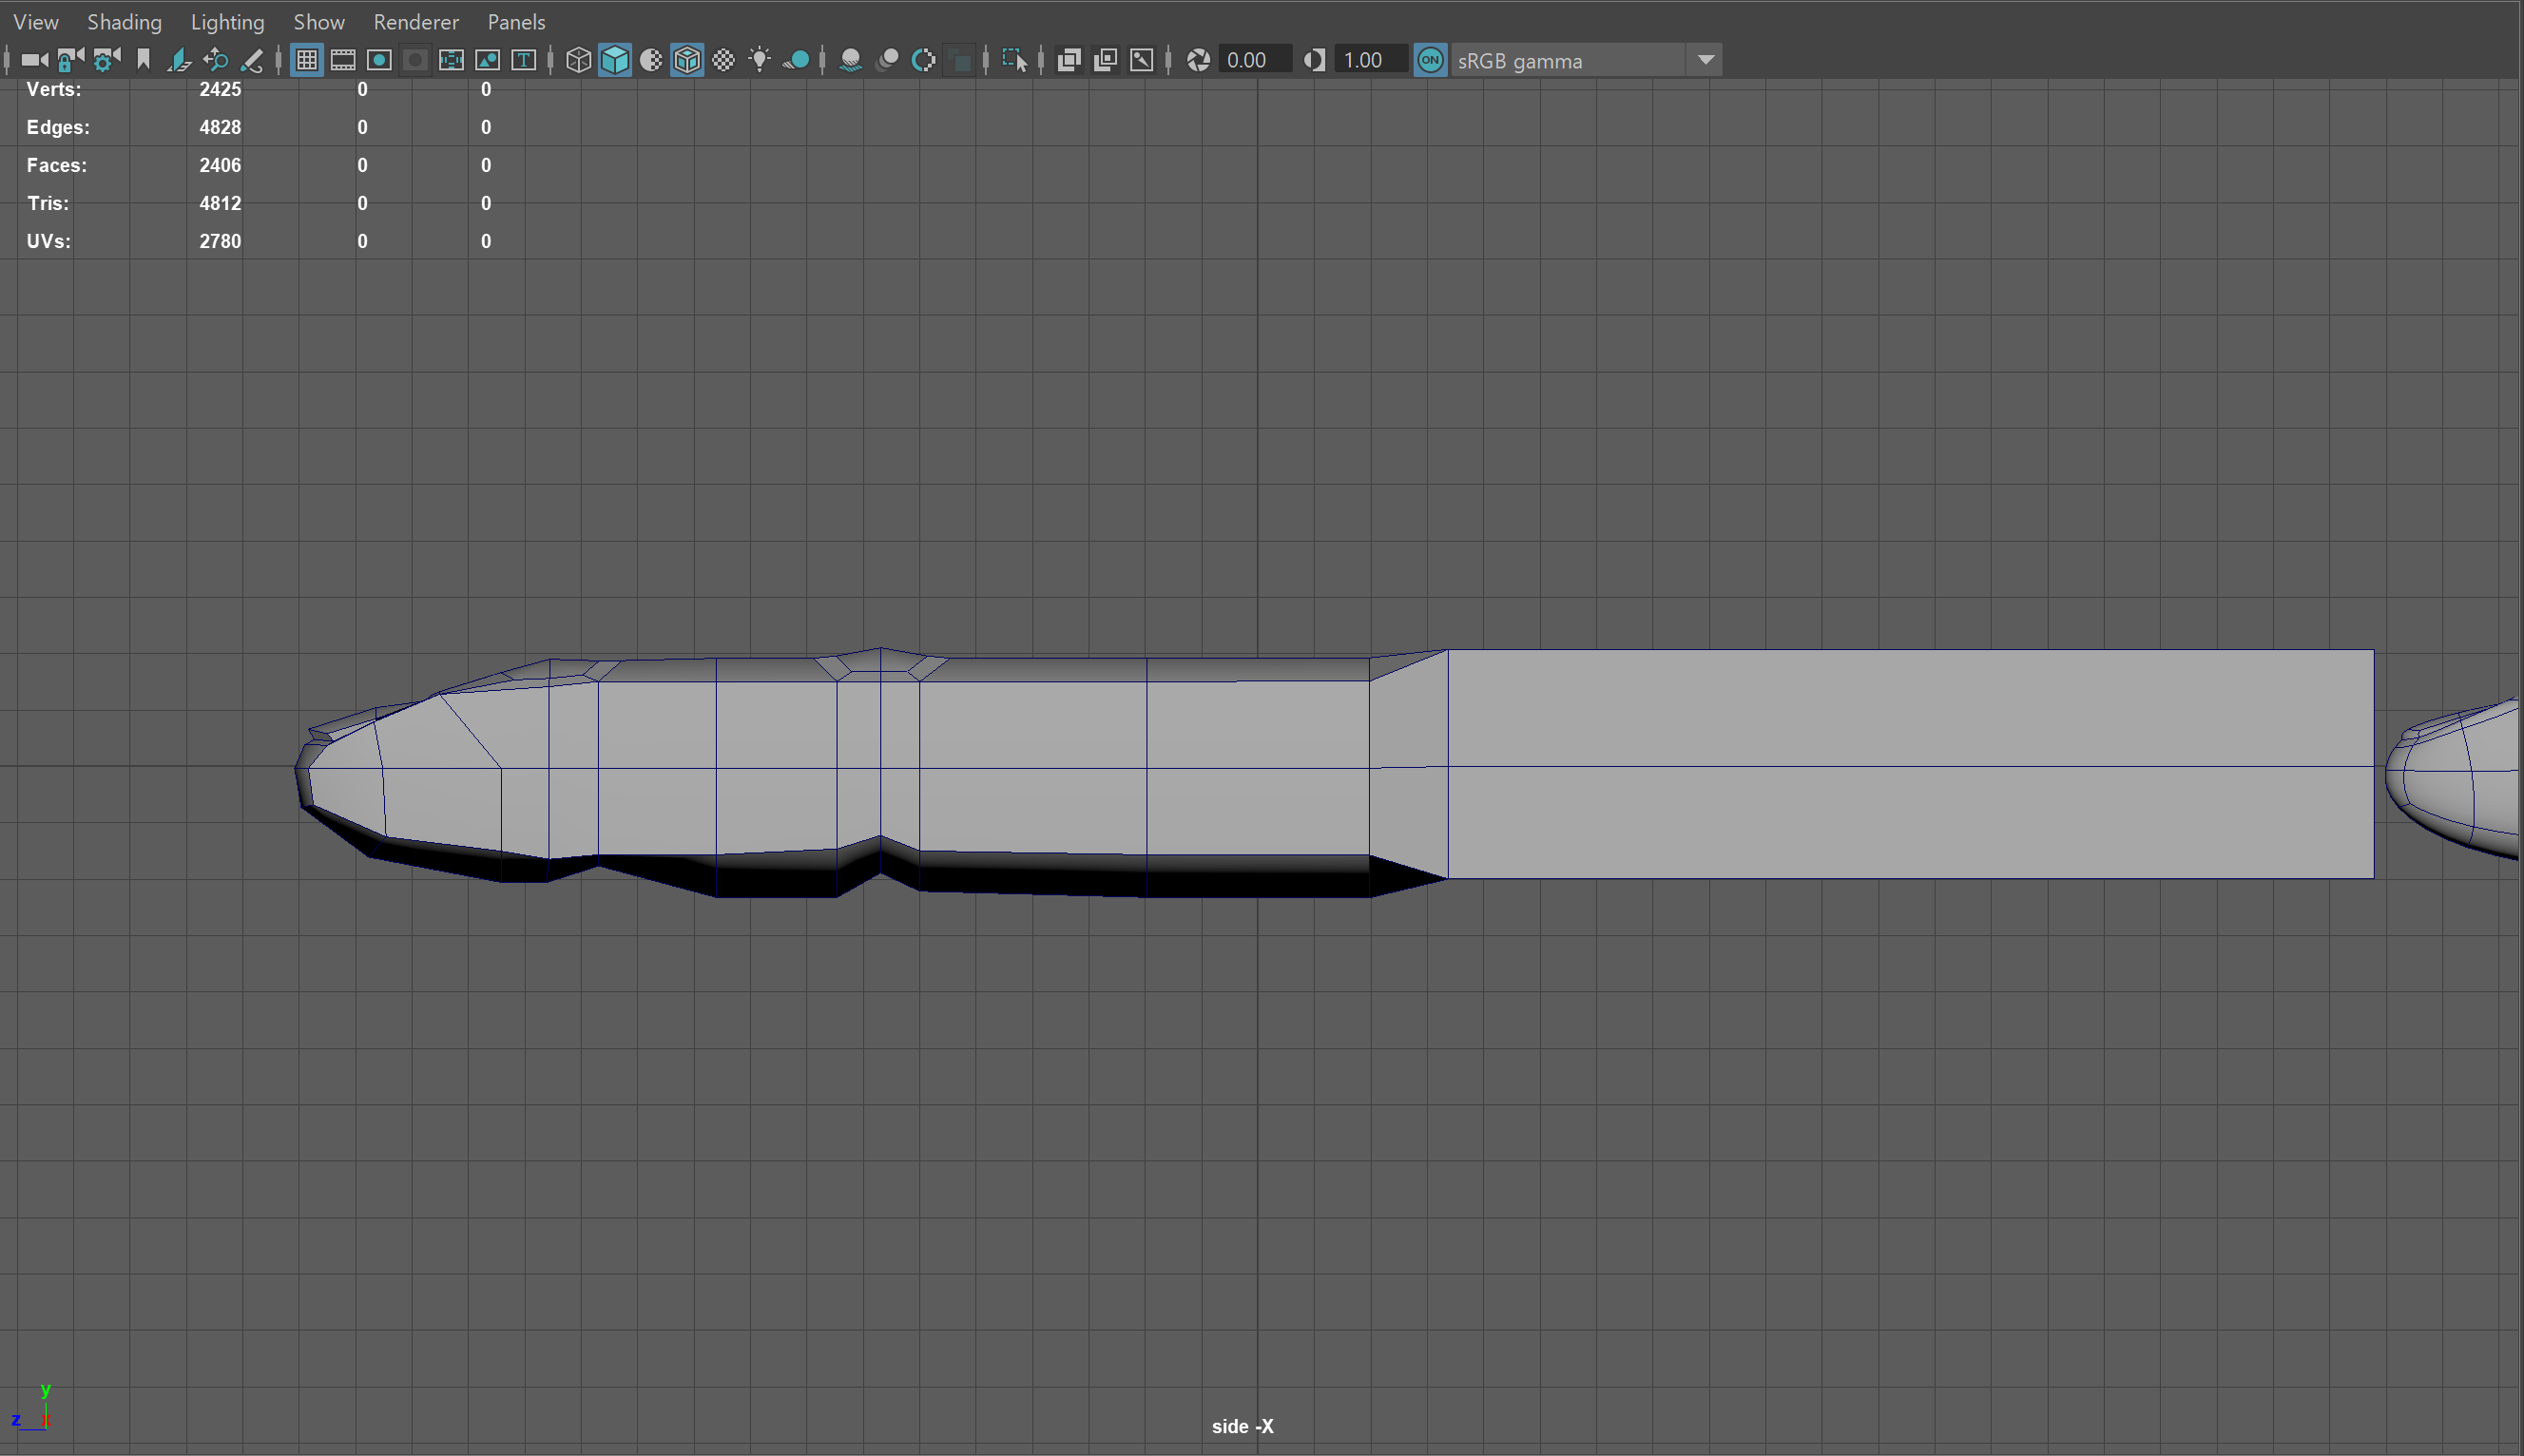 View Shading Lighting Show Renderer Panels
T 0.00 1.00 ON sRGB gamma
Verts: 2425 0 0
Edges: 4828 0 0
Faces: 2406 0 0
Tris: 4812 0 0
UVs: 2780 0 0
y
z x
side -X